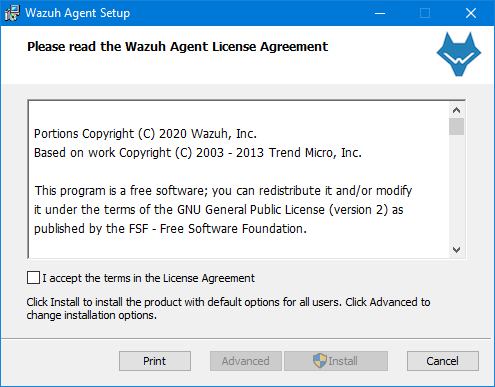 Wazuh Agent Setup
Please read the Wazuh Agent License Agreement
Portions Copyright (C) 2020 Wazuh, Inc.
Based on work Copyright (C) 2003 - 2013 Trend Micro, Inc.
This program is a free software; you can redistribute it and/or modify
it under the terms of the GNU General Public License (version 2) as
published by the FSF - Free Software Foundation.
I accept the terms in the License Agreement
Click Install to install the product with default options for all users. Click Advanced to
change installation options.
Print Advanced Install Cancel